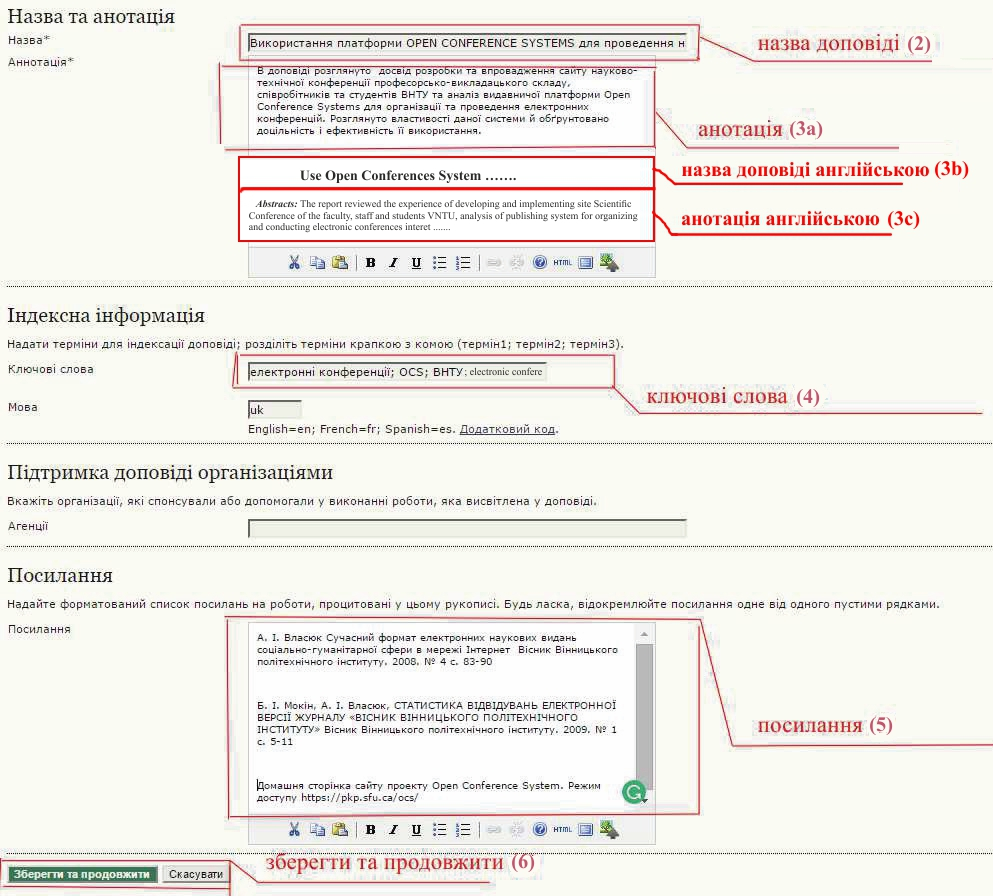 Назва та анотація
Назва*
Використання платформи OPEN CONFERENCE SYSTEMS для проведення н
назва доповіді (2)
Аннотація*
В доповіді розглянуто досвід розробки та впровадження сайту науково-
технічної конференції професорсько-викладацького складу,
співробітників та студентів ВНТУ та аналіз видавничої платформи Open
Conference Systems для організації та проведення електронних
конференцій. Розглянуто властивості даної системи й обґрунтовано
доцільність і ефективність її використання.
анотація (3a)
Use Open Conferences System …….
назва доповіді англійською (3b)
Abstracts: The report reviewed the experience of developing and implementing site Scientific
Conference of the faculty, staff and students VNTU, analysis of publishing system for organizing
and conducting electronic conferences interet .......
анотація англійською (3c)
B I U HTML
Індексна інформація
Надати терміни для індексації доповіді; розділіть терміни крапкою з комою (термін1; термін2; термін3).
Ключові слова
електронні конференції; OCS; ВНТУ; electronic confere
ключові слова (4)
Мова
uk
English=en; French=fr; Spanish=es. Додатковий код.
Підтримка доповіді організаціями
Вкажіть організації, які спонсували або допомогали у виконанні роботи, яка висвітлена у доповіді.
Агенції
Посилання
Надайте форматований список посилань на роботи, процитовані у цьому рукописі. Будь ласка, відокремлюйте посилання одне від одного пустими рядками.
Посилання
А. І. Власюк Сучасний формат електронних наукових видань
соціально-гуманітарної сфери в мережі Інтернет Вісник Вінницького
політехнічного інституту. 2008. № 4 с. 83-90
Б. І. Мокін, А. І. Власюк, СТАТИСТИКА ВІДВІДУВАНЬ ЕЛЕКТРОННОЇ
ВЕРСІЇ ЖУРНАЛУ «ВІСНИК ВІННИЦЬКОГО ПОЛІТЕХНІЧНОГО
ІНСТИТУТУ» Вісник Вінницького політехнічного інституту. 2009. № 1
с. 5-11
посилання (5)
Домашня сторінка сайту проекту Open Conference System. Режим
доступу https://pkp.sfu.ca/ocs/
B I U HTML
зберегти та продовжити (6)
Зберегти та продовжити Скасувати